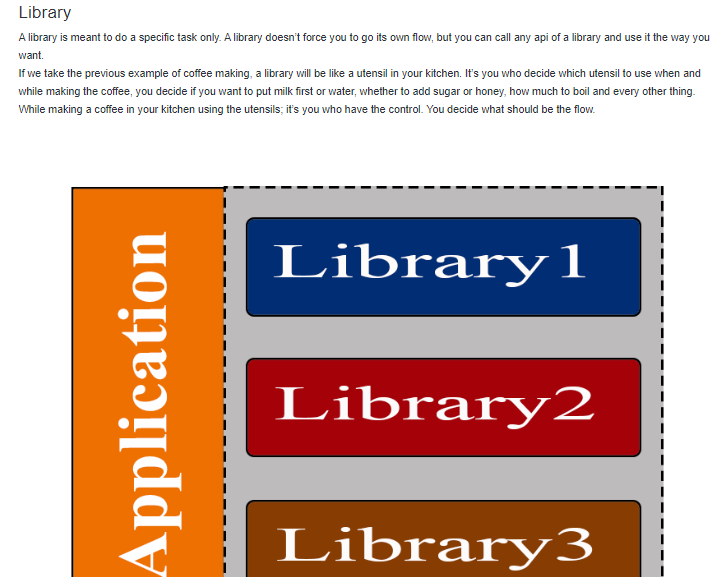 Library
A library is meant to do a specific task only. A library doesn't force you to go its own flow, but you can call any api of a library and use it the way you
want.
If we take the previous example of coffee making, a library will be like a utensil in your kitchen. It's you who decide which utensil to use when and
while making the coffee, you decide if you want to put milk first or water, whether to add sugar or honey, how much to boil and every other thing.
While making a coffee in your kitchen using the utensils; it's you who have the control. You decide what should be the flow.
Application
Library1
Library2
Library3